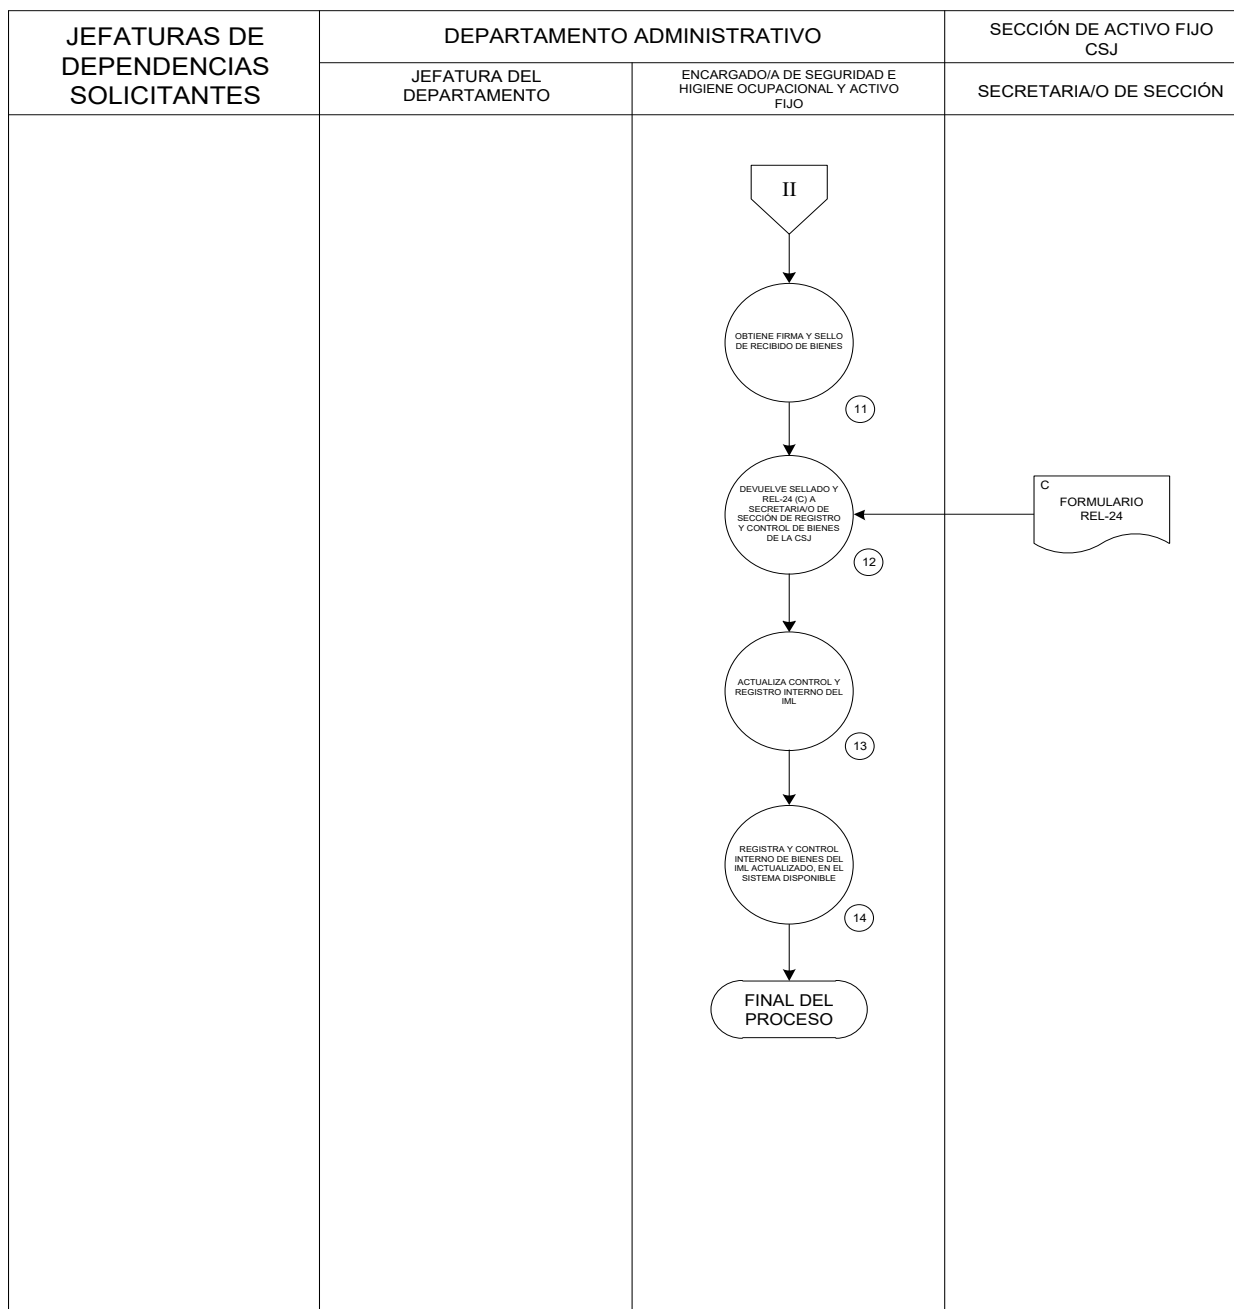 JEFATURAS DE
DEPENDENCIAS
SOLICITANTES
DEPARTAMENTO ADMINISTRATIVO
SECCIÓN DE ACTIVO FIJO
CSJ
JEFATURA DEL
DEPARTAMENTO
ENCARGADO/A DE SEGURIDAD E
HIGIENE OCUPACIONAL Y ACTIVO
FIJO
SECRETARIA/O DE SECCIÓN
II
OBTIENE FIRMA Y SELLO
DE RECIBIDO DE BIENES
11
DEVUELVE SELLADO Y
REL-24 (C) A
SECRETARIA/O DE
SECCIÓN DE REGISTRO
Y CONTROL DE BIENES
DE LA CSJ
12
C
FORMULARIO
REL-24
ACTUALIZA CONTROL Y
REGISTRO INTERNO DEL
IML
13
REGISTRA Y CONTROL
INTERNO DE BIENES DEL
IML ACTUALIZADO, EN EL
SISTEMA DISPONIBLE
14
FINAL DEL
PROCESO